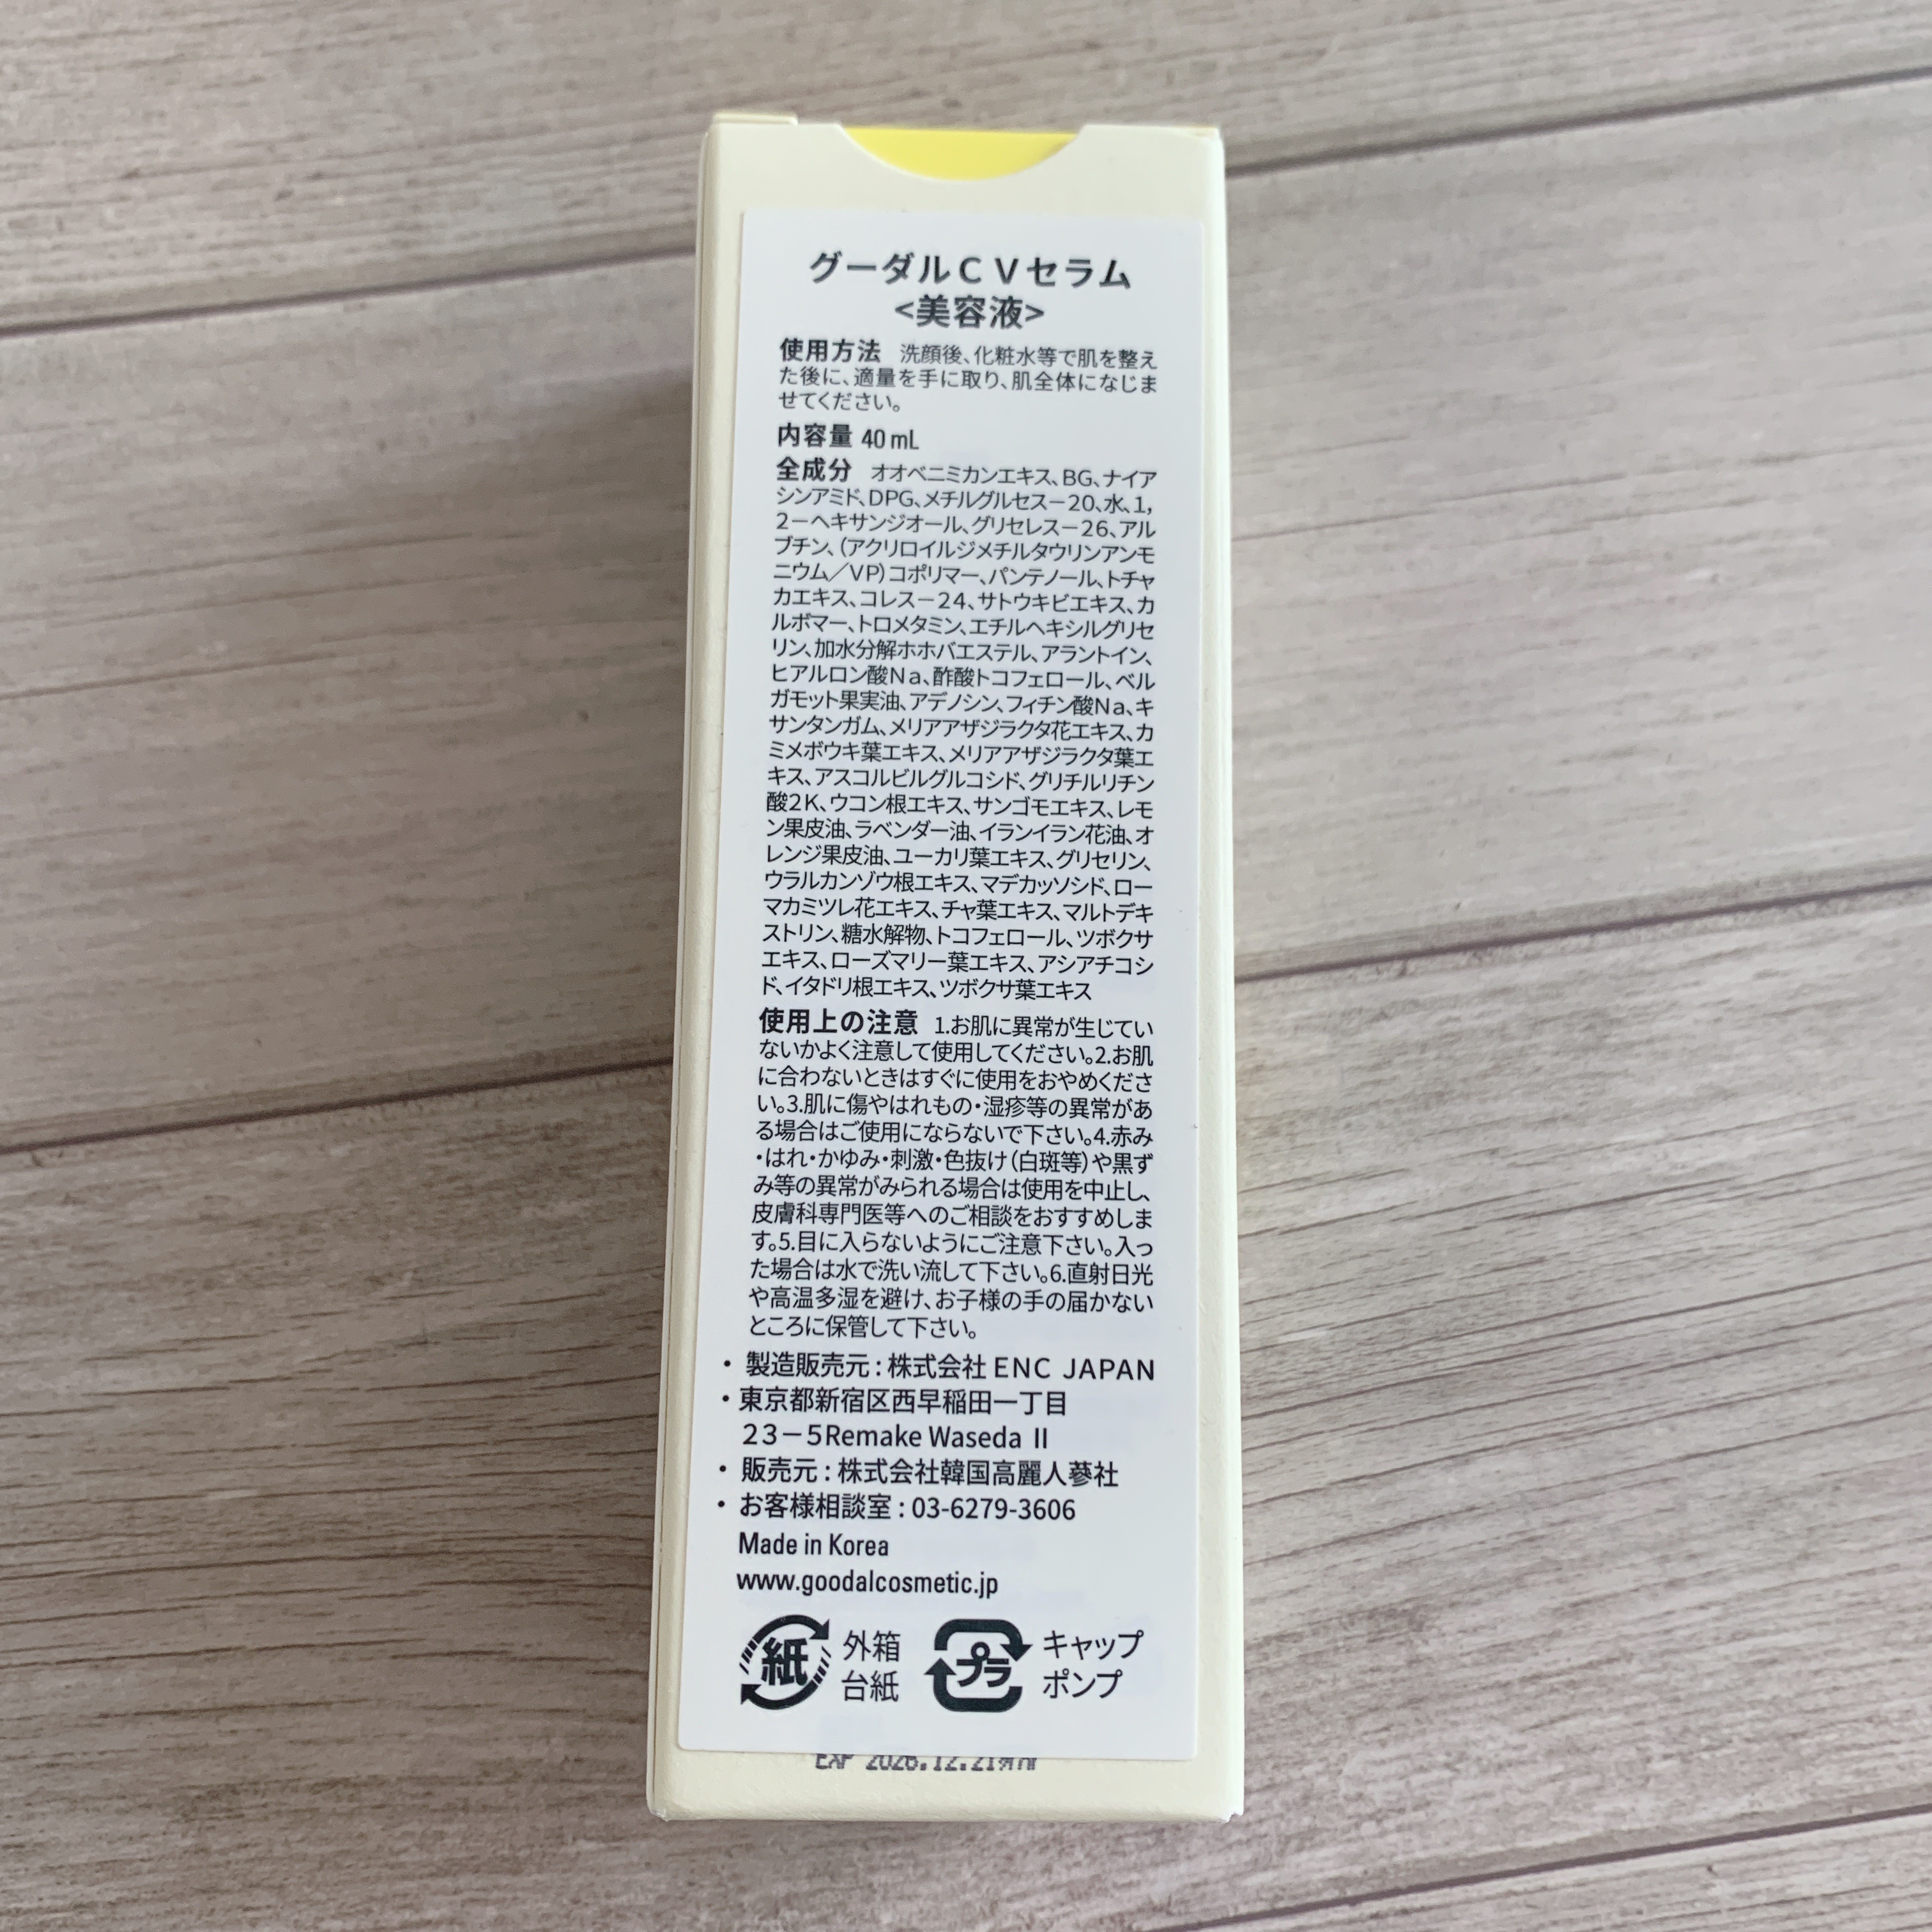 グーダルＣＶセラム
<美容液>
使用方法 洗顔後、化粧水等で肌を整え
た後に、適量を手に取り、肌全体になじま
せてください。
内容量 40 mL
全成分 オオベニミカンエキス、BG、ナイア
シンアミド、DPG、メチルグルセスー20、水、1,
2ーヘキサンジオール、グリセレスー26、アル
ブチン、(アクリロイルジメチルタウリンアンモ
ニウム／VP)コポリマー、パンテノール、トチャ
カエキス、コレスー24、サトウキビエキス、カ
ルボマー、トロメタミン、エチルヘキシルグリセ
リン、加水分解ホホバエステル、アラントイン、
ヒアルロン酸Na、酢酸トコフェロール、ベル
ガモット果実油、アデノシン、フィチン酸Na、キ
サンタンガム、メリアアザジラクタ花エキス、カ
ミメボウキ葉エキス、メリアアザジラクタ葉エ
キス、アスコルビルグルコシド、グリチルリチン
酸2K、ウコン根エキス、サンゴモエキス、レモ
ン果皮油、ラベンダー油、イランイラン花油、オ
レンジ果皮油、ユーカリ葉エキス、グリセリン、
ウラルカンゾウ根エキス、マデカッソシド、ロー
マカミツレ花エキス、チャ葉エキス、マルトデキ
ストリン、糖水解物、トコフェロール、ツボクサ
エキス、ローズマリー葉エキス、アシアチコシ
ド、イタドリ根エキス、ツボクサ葉エキス
使用上の注意 1.お肌に異常が生じてい
ないかよく注意して使用してください。2.お肌
に合わないときはすぐに使用をおやめくださ
い。3.肌に傷やはれもの・湿疹等の異常があ
る場合はご使用にならないで下さい。4.赤み
・はれ・かゆみ・刺激・色抜け(白斑等)や黒ず
み等の異常がみられる場合は使用を中止し、
皮膚科専門医等へのご相談をおすすめしま
す。5.目に入らないようにご注意下さい。入っ
た場合は水で洗い流して下さい。6.直射日光
や高温多湿を避け、お子様の手の届かない
ところに保管して下さい。
・ 製造販売元 : 株式会社 ENC JAPAN
・東京都新宿区西早稲田一丁目
23－5Remake Waseda Ⅱ
・ 販売元 : 株式会社韓国高麗人蔘社
・ お客様相談室 : 03-6279-3606
Made in Korea
www.goodalcosmetic.jp
紙 外箱
台紙
プラ キャップ
ポンプ
EXP 2026.12.21